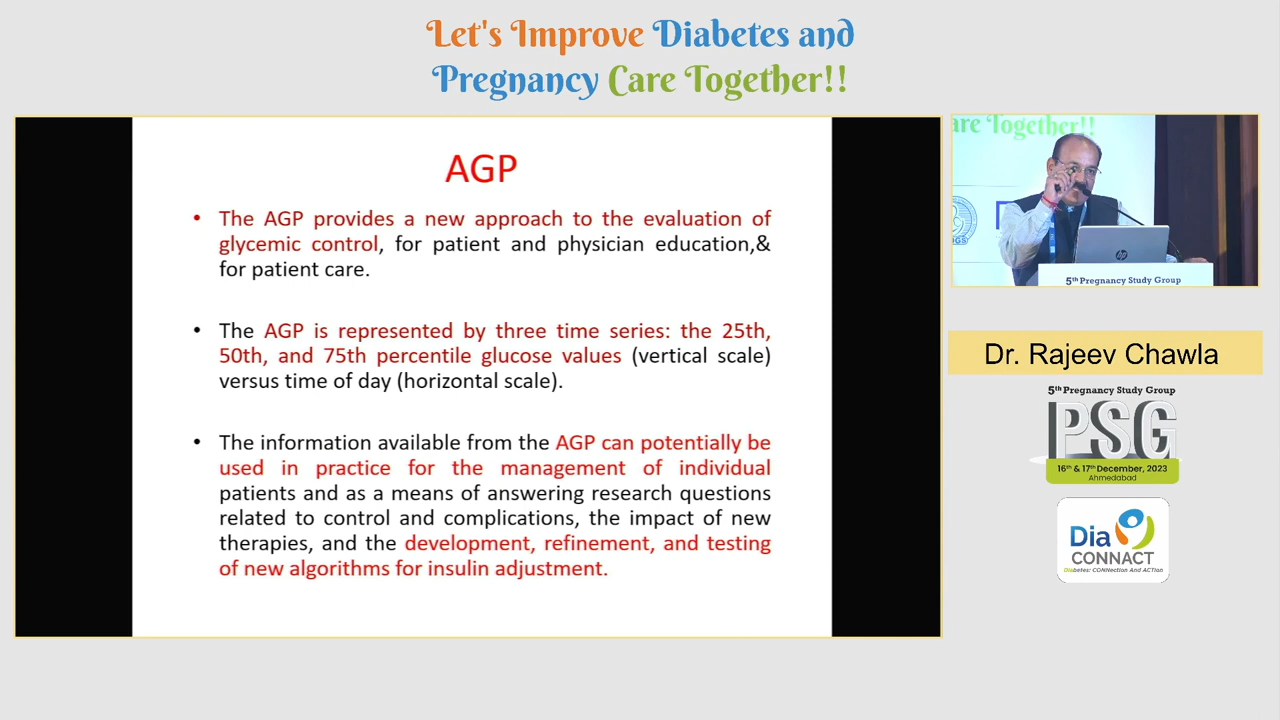 Let's Improve Diabetes and
Pregnancy Care Together!!
AGP
• The AGP provides a new approach to the evaluation of
glycemic control, for patient and physician education,&
for patient care.
• The AGP is represented by three time series: the 25th,
50th, and 75th percentile glucose values (vertical scale)
versus time of day (horizontal scale).
• The information available from the AGP can potentially be
used in practice for the management of individual
patients and as a means of answering research questions
related to control and complications, the impact of new
therapies, and the development, refinement, and testing
of new algorithms for insulin adjustment.
are Together!!
hp
5th Pregnancy Study Group
Dr. Rajeev Chawla
5th Pregnancy Study Group
PSG
16th & 17th December, 2023
Ahmedabad
Dia
CONNACT
Diabetes: CONNection And ACTion